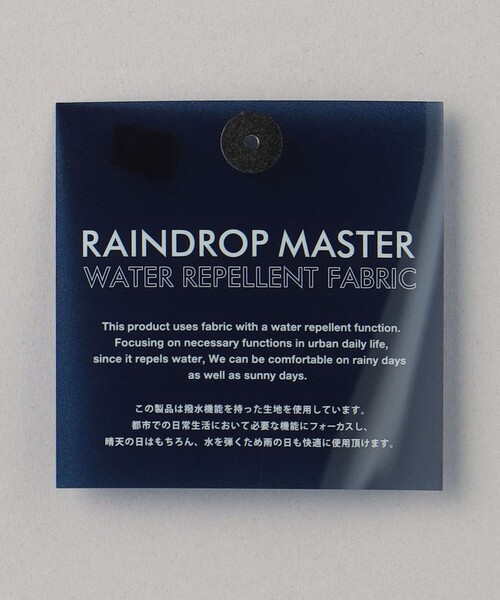 RAINDROP MASTER
WATER REPELLENT FABRIC
This product uses fabric with a water repellent function.
Focusing on necessary functions in urban daily life,
since it repels water, We can be comfortable on rainy days
as well as sunny days.
この製品は撥水機能を持った生地を使用しています。
都市での日常生活において必要な機能にフォーカスし、
晴天の日はもちろん、水を弾くため雨の日も快適に使用頂けます。